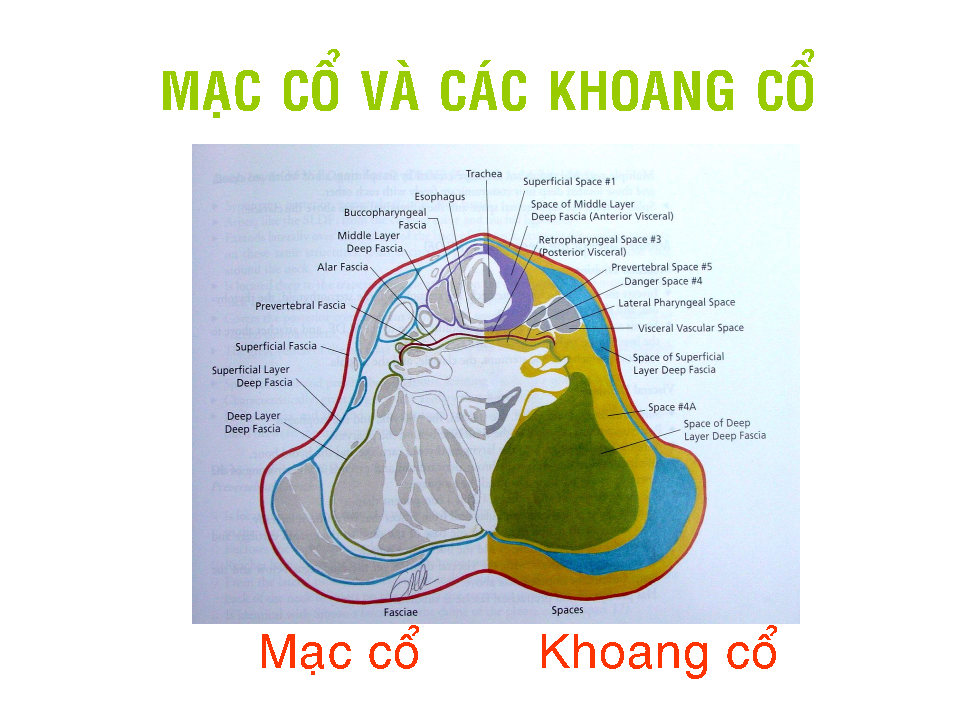 MẠC CỔ VÀ CÁC KHOANG CỔ
Trachea
Esophagus
Buccopharyngeal
Fascia
Middle Layer
Deep Fascia
Alar Fascia
Prevertebral Fascia
Superficial Fascia
Superficial Layer
Deep Fascia
Deep Layer
Deep Fascia
Superficial Space #1
Space of Middle Layer
Deep Fascia (Anterior Visceral)
Retropharyngeal Space #3
(Posterior Visceral)
Prevertebral Space #5
Danger Space #4
Lateral Pharyngeal Space
Visceral Vascular Space
Space of Superficial
Layer Deep Fascia
Space #4A
Space of Deep
Layer Deep Fascia
Fasciae
Spaces
Mạc cổ
Khoang cổ